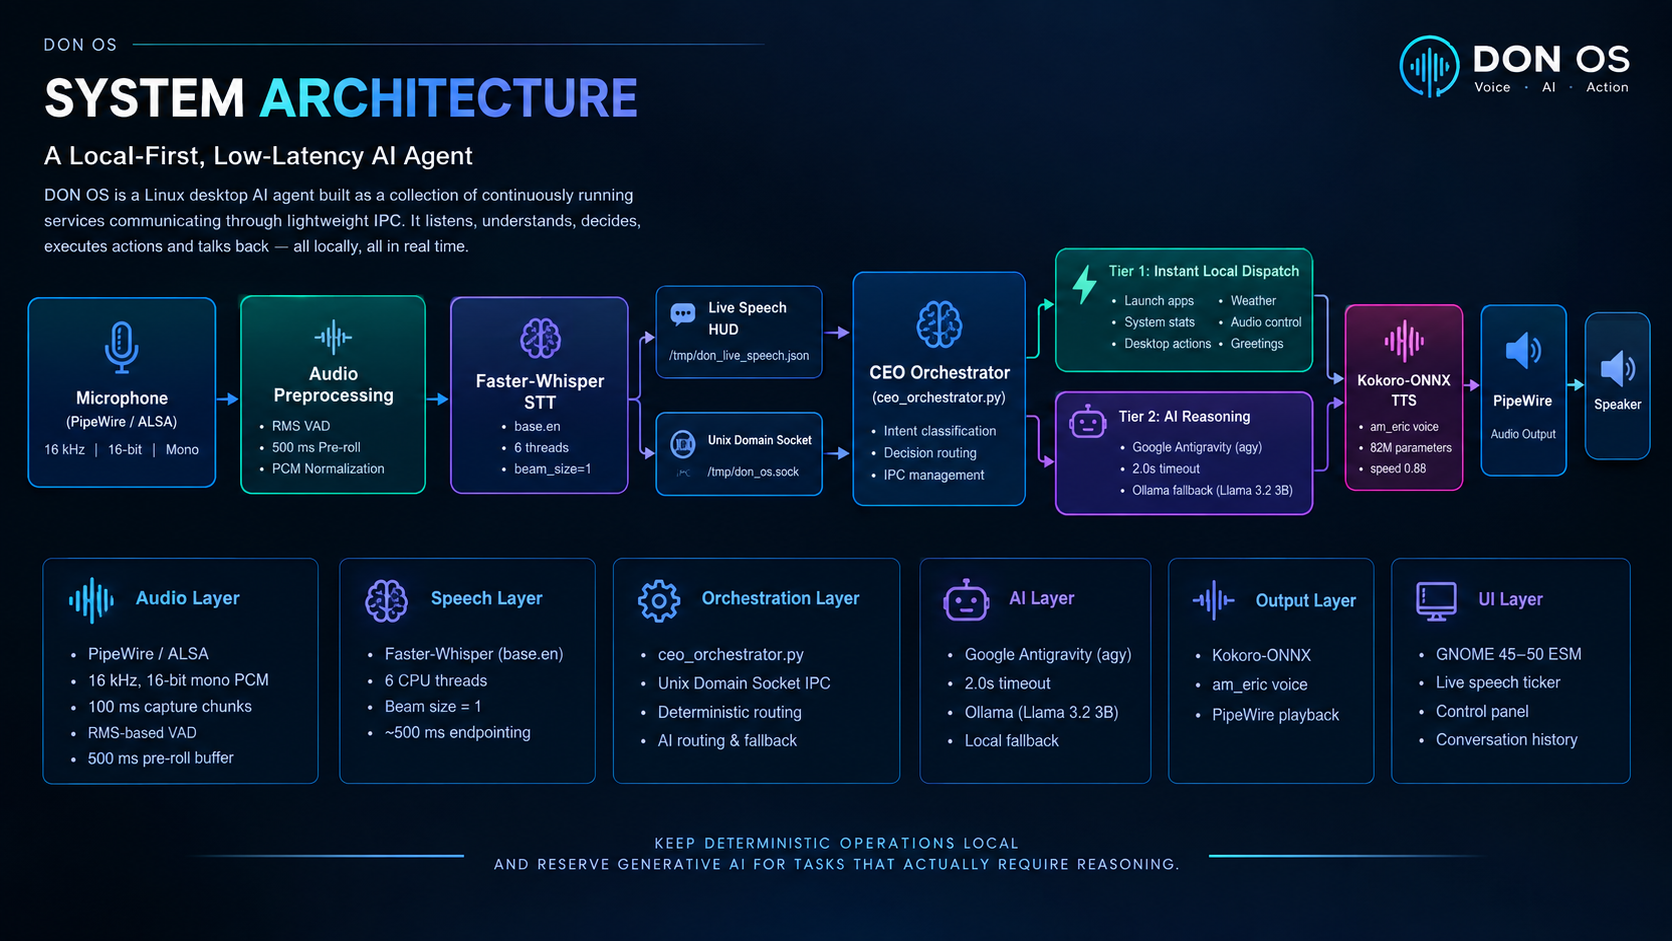 DON OS
SYSTEM ARCHITECTURE
A Local-First, Low-Latency AI Agent
DON OS is a Linux desktop AI agent built as a collection of continuously running
services communicating through lightweight IPC. It listens, understands, decides,
executes actions and talks back — all locally, all in real time.
DON OS
Voice · AI · Action
Microphone
(PipeWire / ALSA)
16 kHz | 16-bit | Mono
Audio
Preprocessing
• RMS VAD
• 500 ms Pre-roll
• PCM Normalization
Faster-Whisper
STT
• base.en
• 6 threads
• beam_size=1
Live Speech
HUD
/tmp/don_live_speech.json
Unix Domain Socket
/tmp/don_os.sock
CEO Orchestrator
(ceo_orchestrator.py)
• Intent classification
• Decision routing
• IPC management
Tier 1: Instant Local Dispatch
• Launch apps
• System stats
• Desktop actions
• Weather
• Audio control
• Greetings
Tier 2: AI Reasoning
• Google Antigravity (agy)
• 2.0s timeout
• Ollama fallback (Llama 3.2 3B)
Kokoro-ONNX
TTS
• am_eric voice
• 82M parameters
• speed 0.88
PipeWire
Audio Output
Speaker
Audio Layer
• PipeWire / ALSA
• 16 kHz, 16-bit mono PCM
• 100 ms capture chunks
• RMS-based VAD
• 500 ms pre-roll buffer
Speech Layer
• Faster-Whisper (base.en)
• 6 CPU threads
• Beam size = 1
• ~500 ms endpointing
Orchestration Layer
• ceo_orchestrator.py
• Unix Domain Socket IPC
• Deterministic routing
• AI routing & fallback
AI Layer
• Google Antigravity (agy)
• 2.0s timeout
• Ollama (Llama 3.2 3B)
• Local fallback
Output Layer
• Kokoro-ONNX
• am_eric voice
• PipeWire playback
UI Layer
• GNOME 45–50 ESM
• Live speech ticker
• Control panel
• Conversation history
KEEP DETERMINISTIC OPERATIONS LOCAL
AND RESERVE GENERATIVE AI FOR TASKS THAT ACTUALLY REQUIRE REASONING.